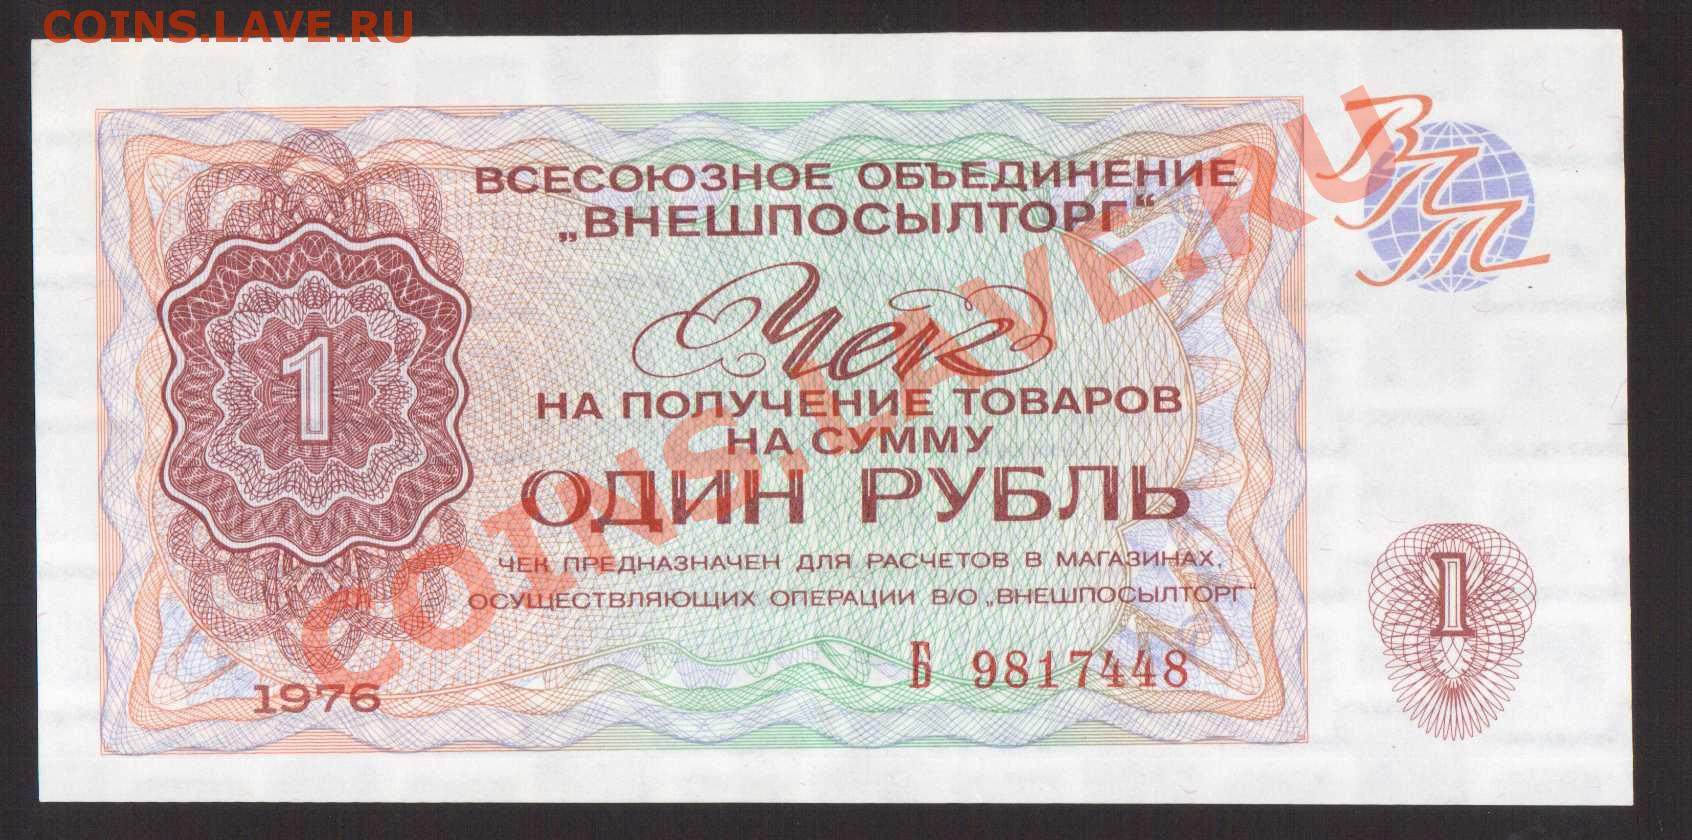 COINS.LAVE.RU
ВСЕСОЮЗНОЕ ОБЪЕДИНЕНИЕ
„ВНЕШПОСЫЛТОРГ“
ВПТ
1
Чек
НА ПОЛУЧЕНИЕ ТОВАРОВ
НА СУММУ
ОДИН РУБЛЬ
ЧЕК ПРЕДНАЗНАЧЕН ДЛЯ РАСЧЕТОВ В МАГАЗИНАХ,
ОСУЩЕСТВЛЯЮЩИХ ОПЕРАЦИИ В/О „ВНЕШПОСЫЛТОРГ“
1
Б 9817448
1976
COINS.LAVE.RU